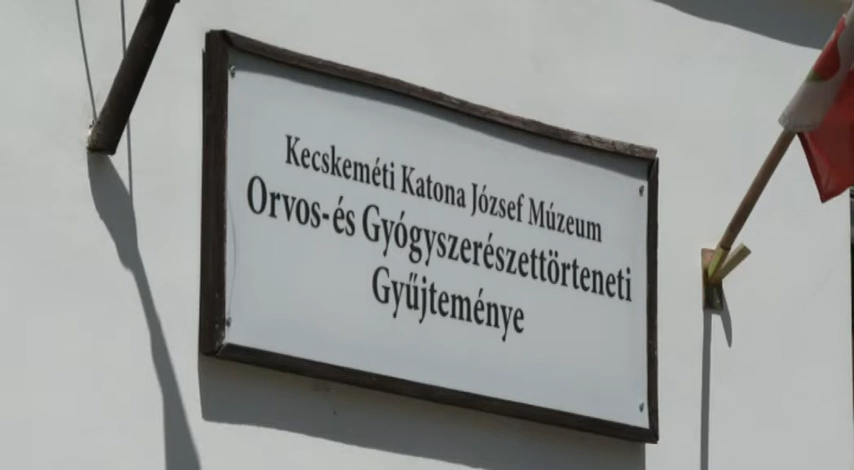 Kecskeméti Katona József Múzeum
Orvos-és Gyógyszerészettörteneti
Gyűjteménye